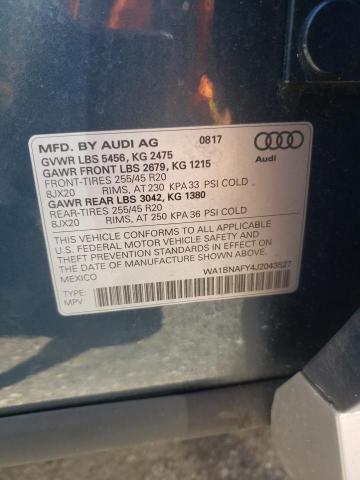 MFD. BY AUDI AG 0817
GVWR LBS 5456, KG 2475
GAWR FRONT LBS 2679, KG 1215
FRONT-TIRES 255/45 R20
8JX20 RIMS, AT 230 KPA 33 PSI COLD
GAWR REAR LBS 3042, KG 1380
REAR-TIRES 255/45 R20
8JX20 RIMS, AT 250 KPA 36 PSI COLD
THIS VEHICLE CONFORMS TO ALL APPLICABLE
U.S. FEDERAL MOTOR VEHICLE SAFETY AND
THEFT PREVENTION STANDARDS IN EFFECT ON
THE DATE OF MANUFACTURE SHOWN ABOVE.
MEXICO
WA1BNAFY4J2043527
TYPE:
MPV
Audi